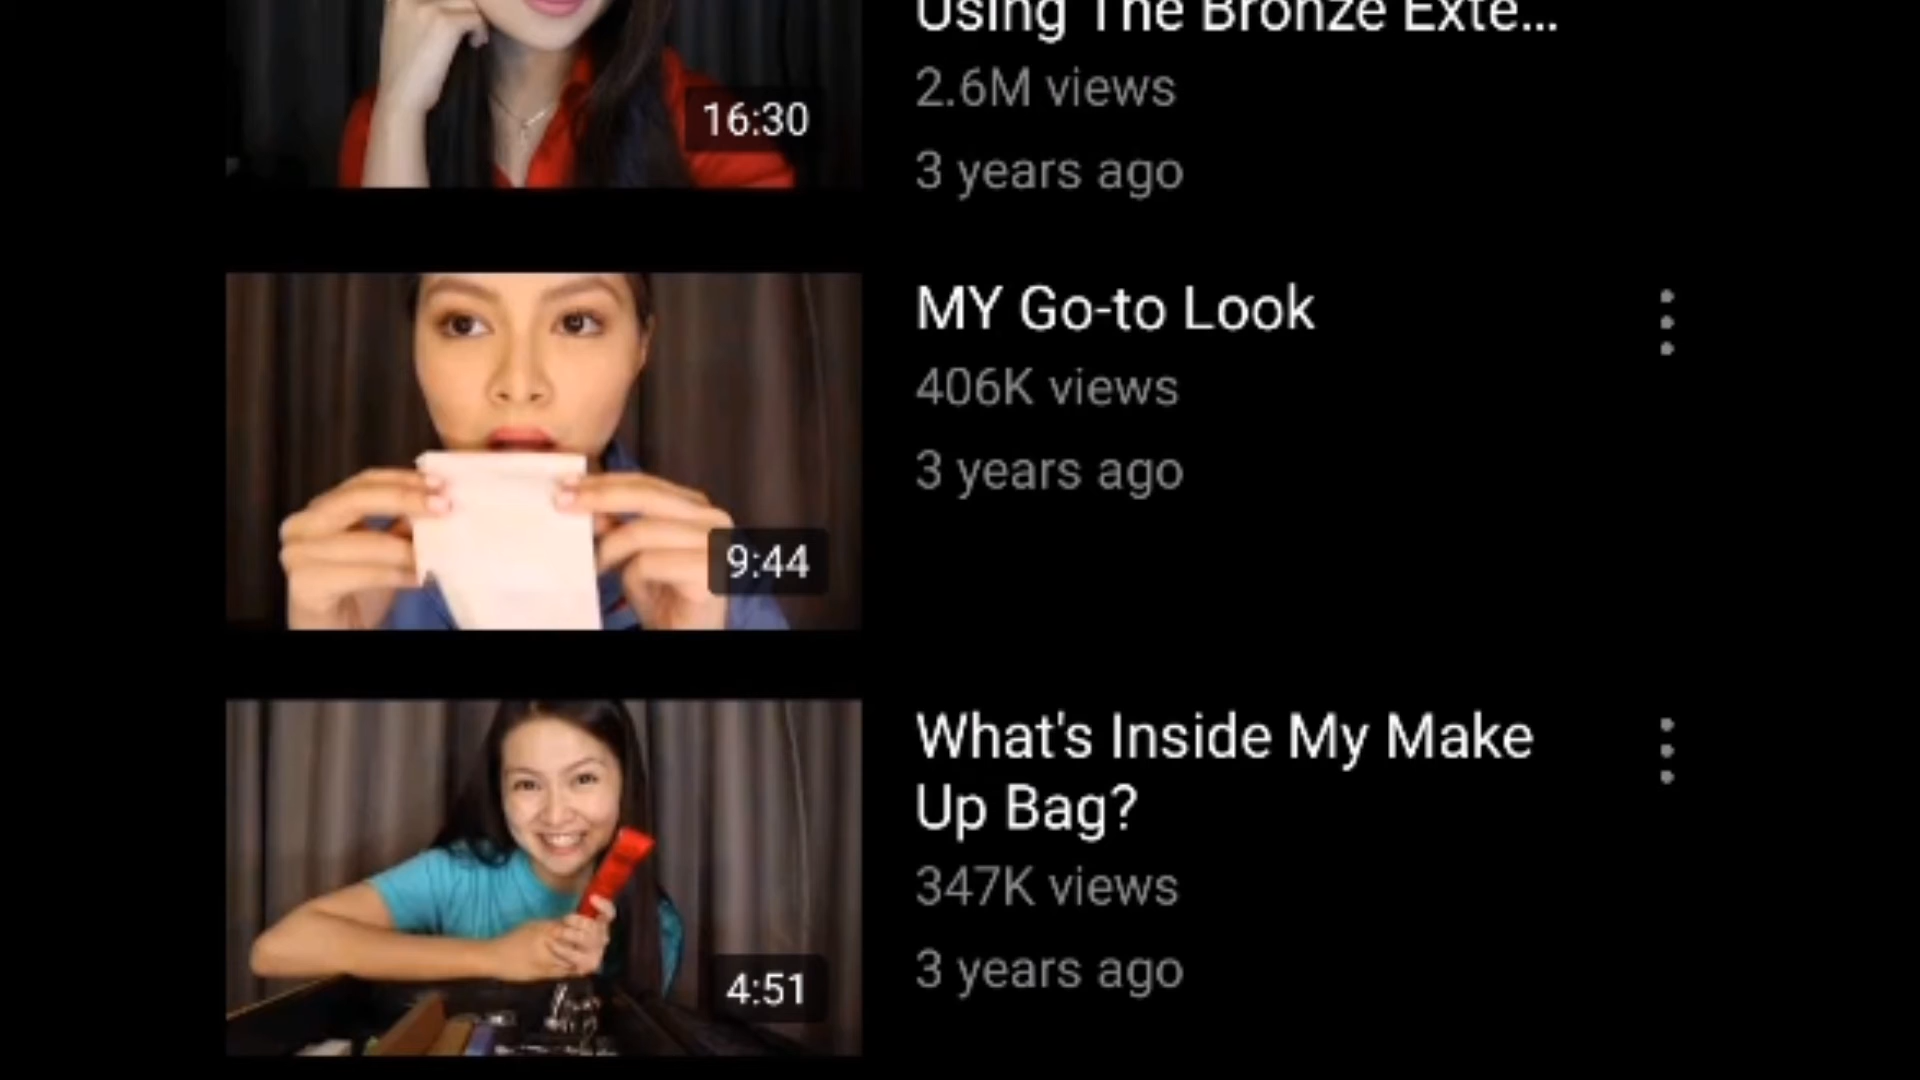 Using The Bronze Exte...
2.6M views
16:30
3 years ago
MY Go-to Look
406K views
3 years ago
9:44
What's Inside My Make
Up Bag?
347K views
3 years ago
4:51